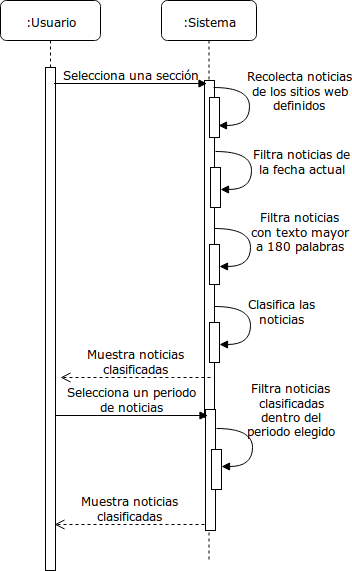 :Usuario
:Sistema
Selecciona una sección
Recolecta noticias
de los sitios web
definidos
Filtra noticias de
la fecha actual
Filtra noticias
con texto mayor
a 180 palabras
Clasifica las
noticias
Muestra noticias
clasificadas
Selecciona un periodo
de noticias
Filtra noticias
clasificadas
dentro del
periodo elegido
Muestra noticias
clasificadas